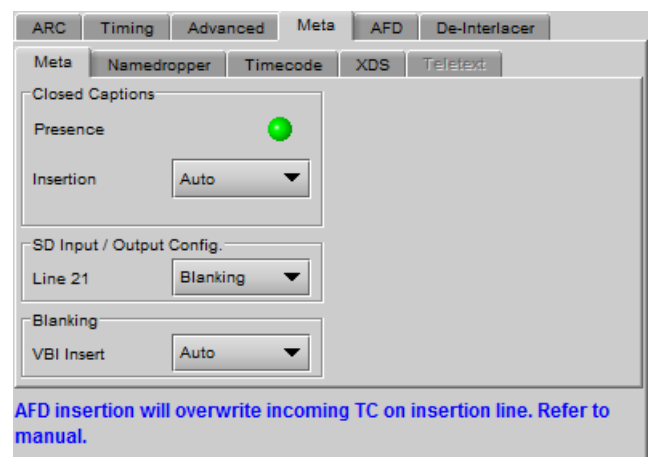 ARC Timing Advanced Meta AFD De-Interlacer
Meta Namedropper Timecode XDS Teletext
Closed Captions
Presence
Insertion Auto
SD Input / Output Config.
Line 21 Blanking
Blanking
VBI Insert Auto
AFD insertion will overwrite incoming TC on insertion line. Refer to
manual.